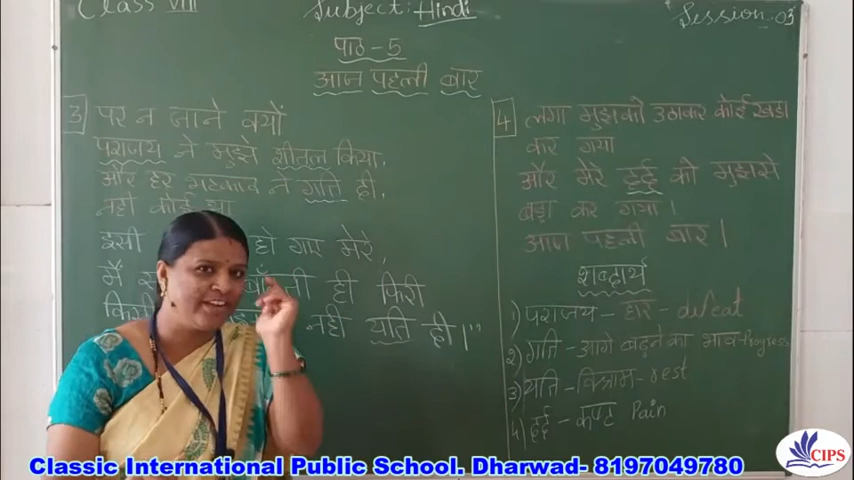 Class VIII
Subject: Hindi
Session-03
पाठ-5
आज पहली बार
3
पर न जाने क्यों
पराजय ने मुझे शीतल किया,
और हर भटकाव ने गति दी,
नहीं कोई था
इसी हो गए मेरे,
मैं ही फिरी
किसी नहीं यति दी।"
4
लगा मुझको उठाकर कोई खडा
कर गया
और मेरे दर्द को मुझसे
बड़ा कर गया।
आज पहली बार।
शब्दार्थ
1) पराजय - हार - defeat
2) गति - आगे बढ़ने का भाव-Progress
3) यति - विश्राम - rest
4) दर्द - कष्ट Pain
Classic International Public School. Dharwad- 8197049780
CIPS